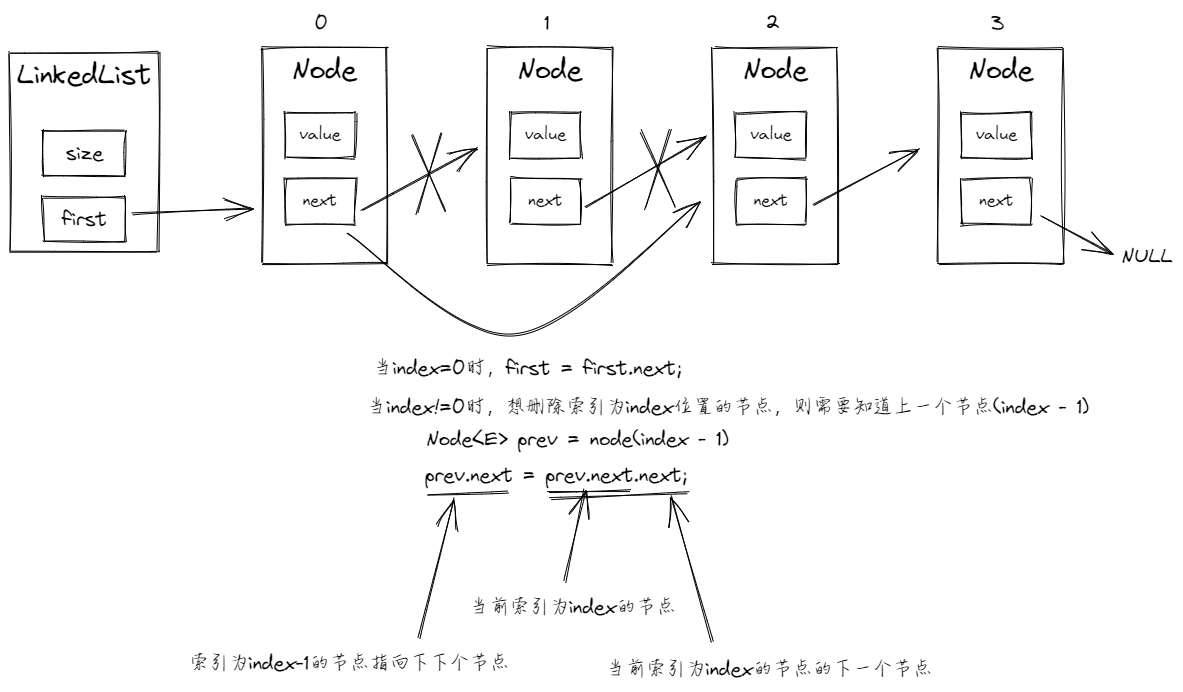 0 1 2 3
LinkedList Node Node Node Node
value value value value
size
next next next next
first
NULL
当index=0时，first = first.next;
当index!=0时，想删除索引为index位置的节点，则需要知道上一个节点(index - 1)
Node<E> prev = node(index - 1)
prev.next = prev.next.next;
当前索引为index的节点
索引为index-1的节点指向下下个节点
当前索引为index的节点的下一个节点